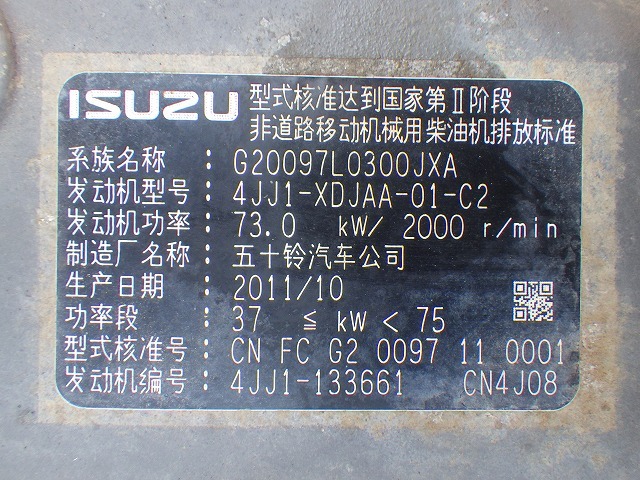 ISUZU 型式核准达到国家第Ⅱ阶段
非道路移动机械用柴油机排放标准
系族名称 : G20097L0300JXA
发动机型号 : 4JJ1-XDJAA-01-C2
发动机功率 : 73.0 kW/ 2000 r/min
制造厂名称 : 五十铃汽车公司
生产日期 : 2011/10
功率段 : 37 ≦ kW < 75
型式核准号 : CN FC G2 0097 11 0001
发动机编号 : 4JJ1-133661 CN4J08